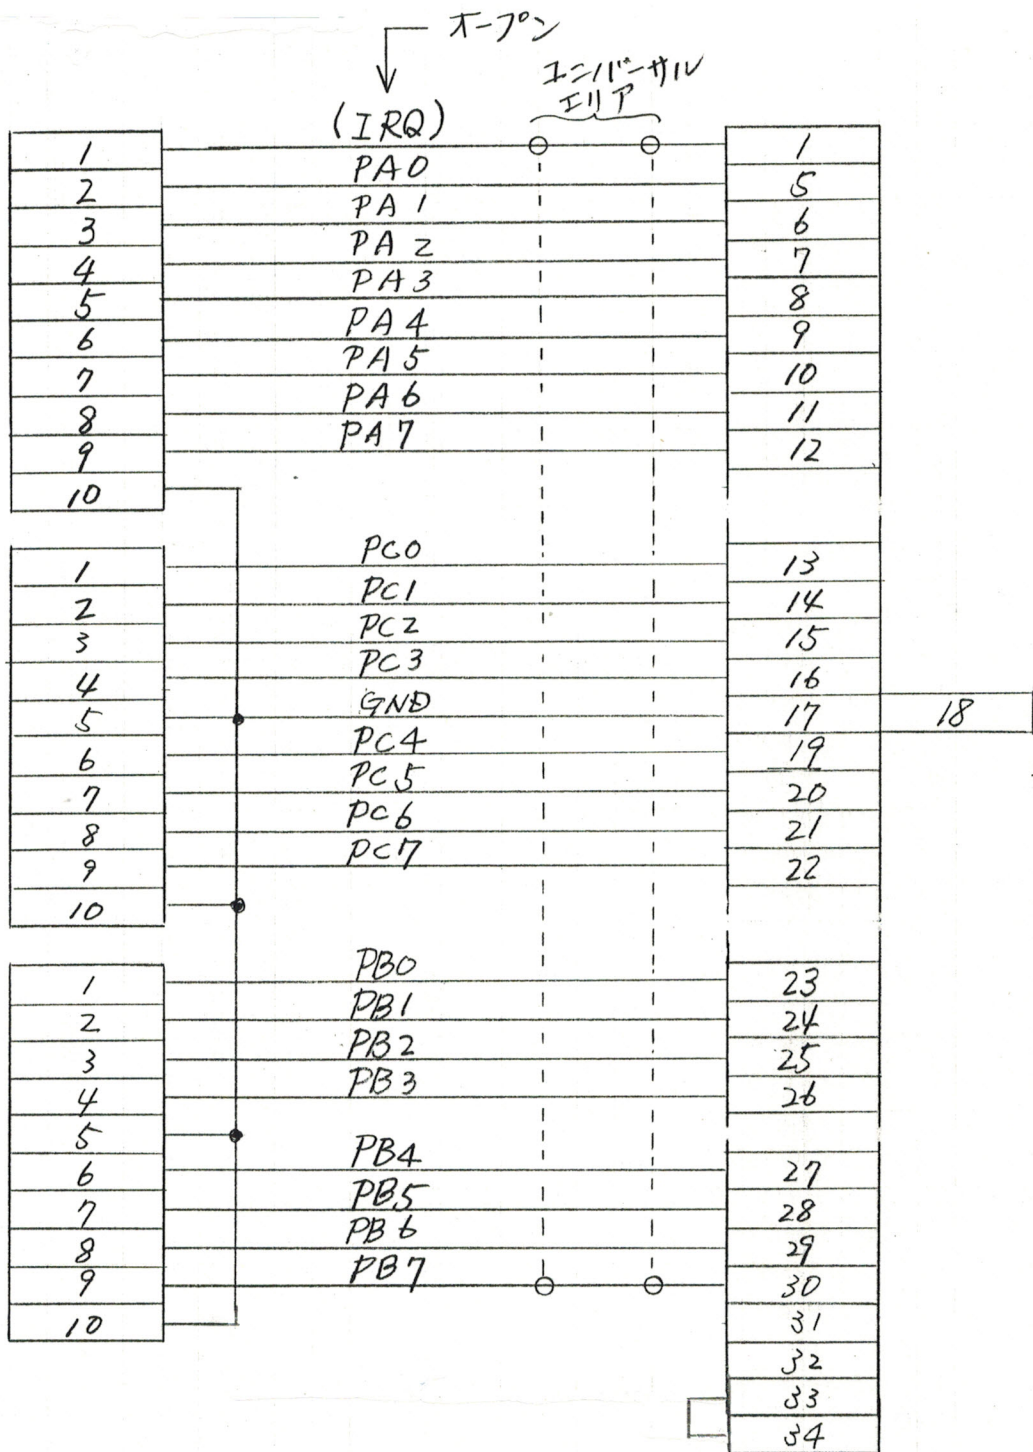 オープン
ユニバーサル
エリア
(IRQ)
1 1
PA0
2 5
PA1
3 6
PA2
4 7
PA3
5 8
PA4
6 9
PA5
7 10
PA6
8 11
PA7
9 12
10
PC0
1 13
PC1
2 14
PC2
3 15
PC3
4 16
GND
5 17 18
PC4
6 19
PC5
7 20
PC6
8 21
PC7
9 22
10
PB0
1 23
PB1
2 24
PB2
3 25
PB3
4 26
5
PB4
6 27
PB5
7 28
PB6
8 29
PB7
9 30
10 31
32
33
34